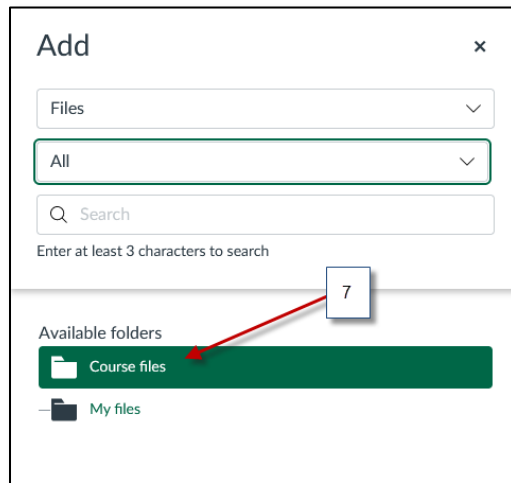 Add
×
Files
All
Search
Enter at least 3 characters to search
7
Available folders
Course files
My files